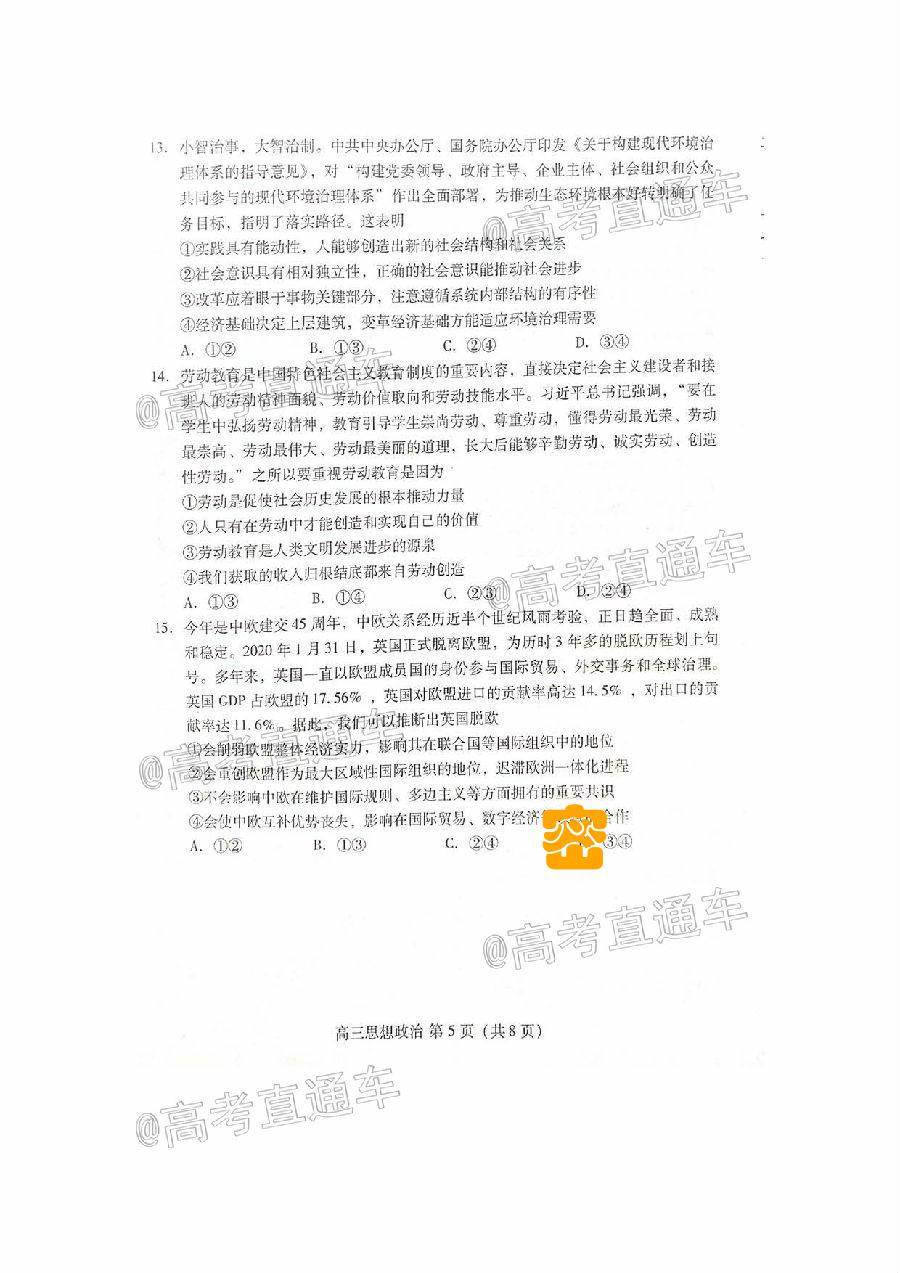 13. 小智治事，大智治制。中共中央办公厅、国务院办公厅印发《关于构建现代环境治
理体系的指导意见》，对“构建党委领导、政府主导、企业主体、社会组织和公众
共同参与的现代环境治理体系”作出全面部署，为推动生态环境根本好转明确了任
务目标，指明了落实路径。这表明
@高考直通车
①实践具有能动性，人能够创造出新的社会结构和社会关系
②社会意识具有相对独立性，正确的社会意识能推动社会进步
③改革应着眼于事物关键部分，注意遵循系统内部结构的有序性
④经济基础决定上层建筑，变革经济基础方能适应环境治理需要
A. ①② B. ①③ C. ②④ D. ③④
14. 劳动教育是中国特色社会主义教育制度的重要内容，直接决定社会主义建设者和接
班人的劳动精神面貌、劳动价值取向和劳动技能水平。习近平总书记强调，“要在
@高考直通车
学生中弘扬劳动精神，教育引导学生崇尚劳动、尊重劳动，懂得劳动最光荣、劳动
最崇高、劳动最伟大、劳动最美丽的道理，长大后能够辛勤劳动、诚实劳动、创造
性劳动。”之所以要重视劳动教育是因为
①劳动是促使社会历史发展的根本推动力量
②人只有在劳动中才能创造和实现自己的价值
③劳动教育是人类文明发展进步的源泉
④我们获取的收入归根结底都来自劳动创造
@高考直通车
A. ①③ B. ①④ C. ②③ D. ②④
15. 今年是中欧建交 45 周年，中欧关系经历近半个世纪风雨考验，正日趋全面、成熟
和稳定。2020 年 1 月 31 日，英国正式脱离欧盟，为历时 3 年多的脱欧历程划上句
号。多年来，英国一直以欧盟成员国的身份参与国际贸易、外交事务和全球治理。
英国 GDP 占欧盟的 17.56%，英国对欧盟进口的贡献率高达 14.5%，对出口的贡
献率达 11.6%。据此，我们可以推断出英国脱欧
@高考直通车
①会削弱欧盟整体经济实力，影响其在联合国等国际组织中的地位
②会重创欧盟作为最大区域性国际组织的地位，迟滞欧洲一体化进程
③不会影响中欧在维护国际规则、多边主义等方面拥有的重要共识
④会使中欧互补优势丧失，影响在国际贸易、数字经济 合作
A. ①② B. ①③ C. ②④ ③④
@高考直通车
高三思想政治 第 5 页（共 8 页）
@高考直通车